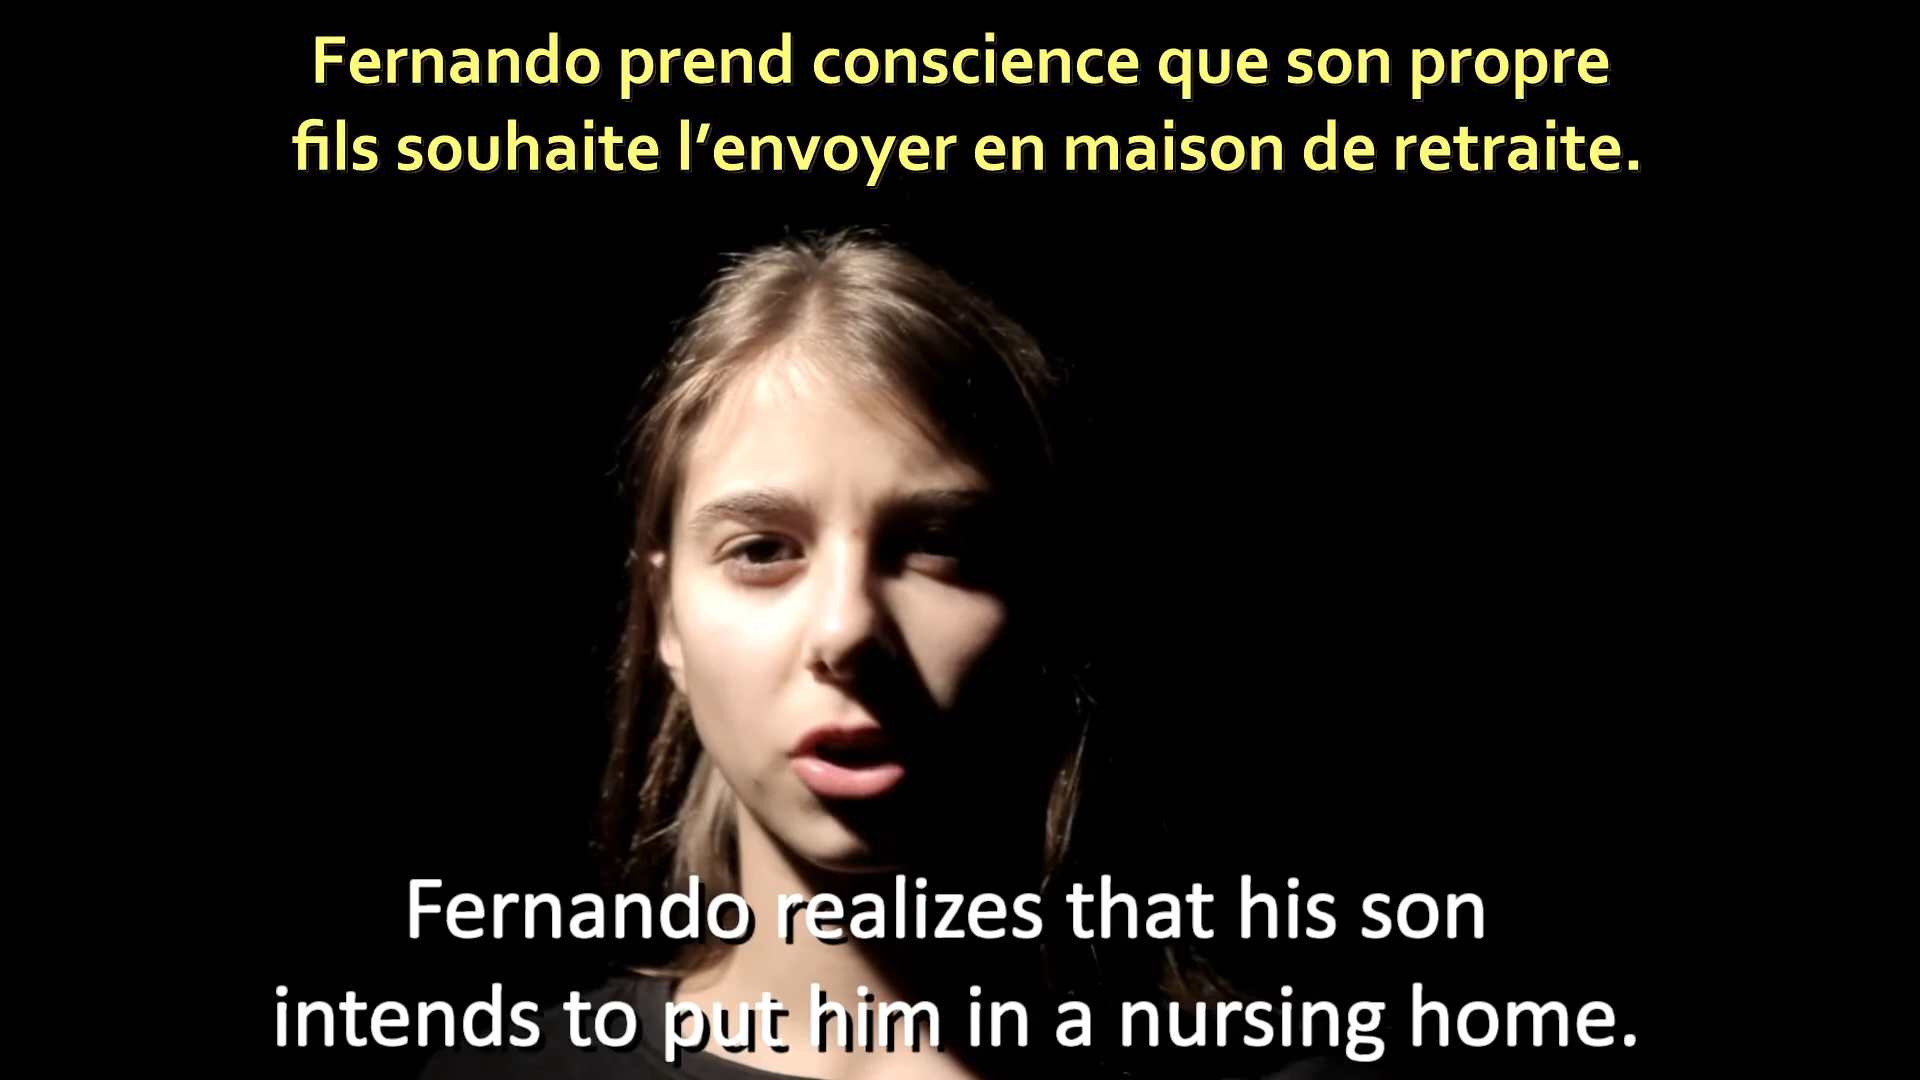 Fernando prend conscience que son propre
fils souhaite l’envoyer en maison de retraite.
Fernando realizes that his son
intends to put him in a nursing home.